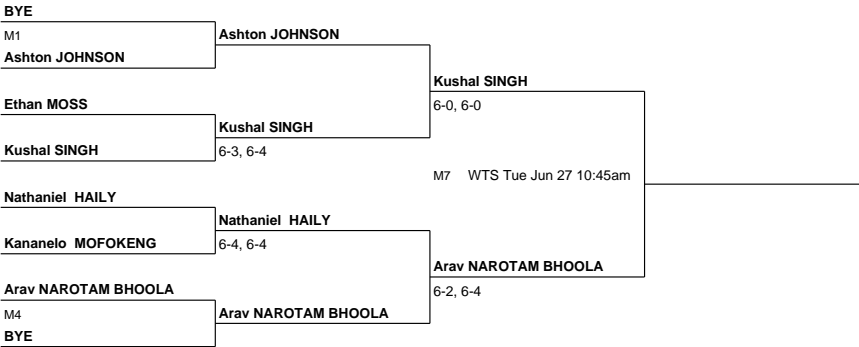 BYE
M1
Ashton JOHNSON
Ashton JOHNSON
Ethan MOSS
Kushal SINGH
Kushal SINGH
6-3, 6-4
Kushal SINGH
6-0, 6-0
M7 WTS Tue Jun 27 10:45am
Nathaniel HAILY
Kananelo MOFOKENG
Nathaniel HAILY
6-4, 6-4
Arav NAROTAM BHOOLA
M4
BYE
Arav NAROTAM BHOOLA
Arav NAROTAM BHOOLA
6-2, 6-4